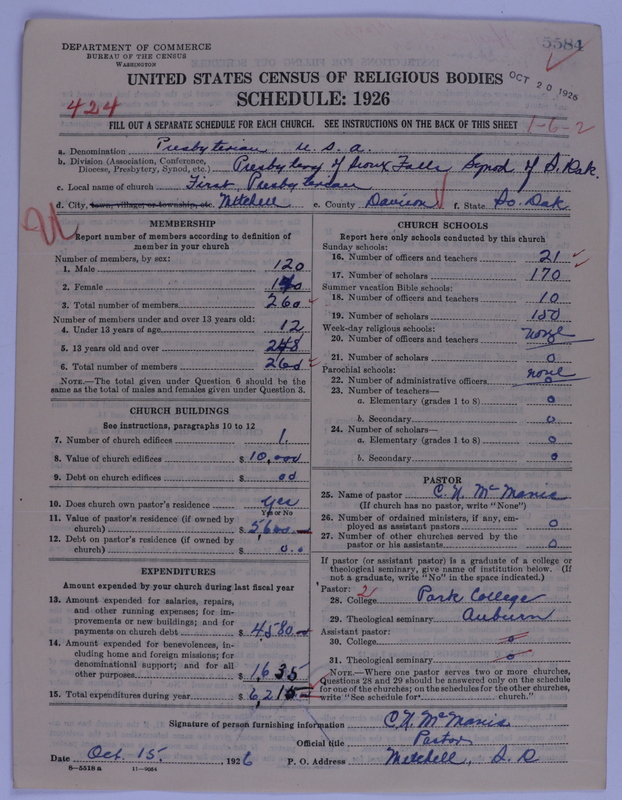 5584
DEPARTMENT OF COMMERCE
BUREAU OF THE CENSUS
WASHINGTON
UNITED STATES CENSUS OF RELIGIOUS BODIES
OCT 20 1926
SCHEDULE: 1926
424
FILL OUT A SEPARATE SCHEDULE FOR EACH CHURCH. SEE INSTRUCTIONS ON THE BACK OF THIS SHEET
1-6-2
a. Denomination Presbyterian U. S. A.
b. Division (Association, Conference, Diocese, Presbytery, Synod, etc.) Presbytery of Sioux Falls Synod of S. Dak.
c. Local name of church First Presbyterian
d. City, town, village, or township, etc. Mitchell e. County Davison f. State So. Dak
MEMBERSHIP
Report number of members according to definition of member in your church
Number of members, by sex:
1. Male 120
2. Female 140
3. Total number of members 260
Number of members under and over 13 years old:
4. Under 13 years of age 12
5. 13 years old and over 248
6. Total number of members 260
NOTE.—The total given under Question 6 should be the same as the total of males and females given under Question 3.
CHURCH BUILDINGS
See instructions, paragraphs 10 to 12
7. Number of church edifices 1.
8. Value of church edifices $ 10,000
9. Debt on church edifices $ 00
10. Does church own pastor's residence yes
Yes or No
11. Value of pastor's residence (if owned by church) $ 5,600
12. Debt on pastor's residence (if owned by church) $ 0.0
EXPENDITURES
Amount expended by your church during last fiscal year
13. Amount expended for salaries, repairs, and other running expenses; for improvements or new buildings; and for payments on church debt $ 4580.00
14. Amount expended for benevolences, including home and foreign missions; for denominational support; and for all other purposes $ 1635
15. Total expenditures during year $ 6,215
CHURCH SCHOOLS
Report here only schools conducted by this church
Sunday schools:
16. Number of officers and teachers 21
17. Number of scholars 170
Summer vacation Bible schools:
18. Number of officers and teachers 10
19. Number of scholars 150
Week-day religious schools:
20. Number of officers and teachers none
21. Number of scholars 0
Parochial schools:
22. Number of administrative officers none
23. Number of teachers—
a. Elementary (grades 1 to 8) 0
b. Secondary 0
24. Number of scholars—
a. Elementary (grades 1 to 8) 0
b. Secondary 0
PASTOR
25. Name of pastor C. N. McManis
(If church has no pastor, write "None")
26. Number of ordained ministers, if any, employed as assistant pastors 0
27. Number of other churches served by the pastor or his assistants 0
If pastor (or assistant pastor) is a graduate of a college or theological seminary, give name of institution below. (If not a graduate, write "No" in the space indicated.)
Pastor: 2
28. College Park College
29. Theological seminary Auburn
Assistant pastor:
30. College 0
31. Theological seminary 0
NOTE.—Where one pastor serves two or more churches, Questions 28 and 29 should be answered only on the schedule for one of the churches; on the schedules for the other churches, write "See schedule for church."
Signature of person furnishing information C. N. McManis
Official title Pastor
Date Oct. 15, 1926 P. O. Address Mitchell, S. D
8—5518a 11—9084